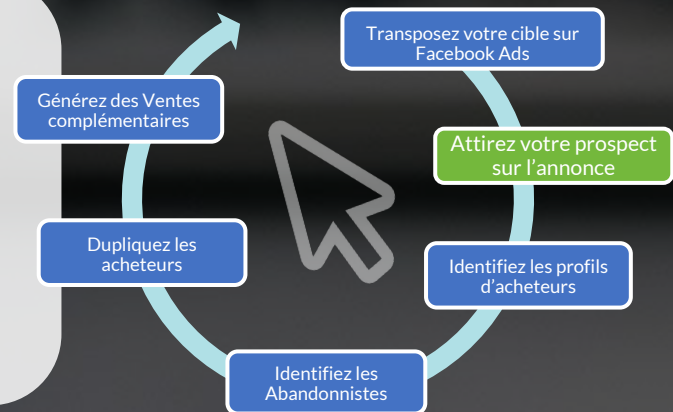 Transposez votre cible sur
Facebook Ads
Attirez votre prospect
sur l’annonce
Identifiez les profils
d’acheteurs
Identifiez les
Abandonnistes
Dupliquez les
acheteurs
Générez des Ventes
complémentaires